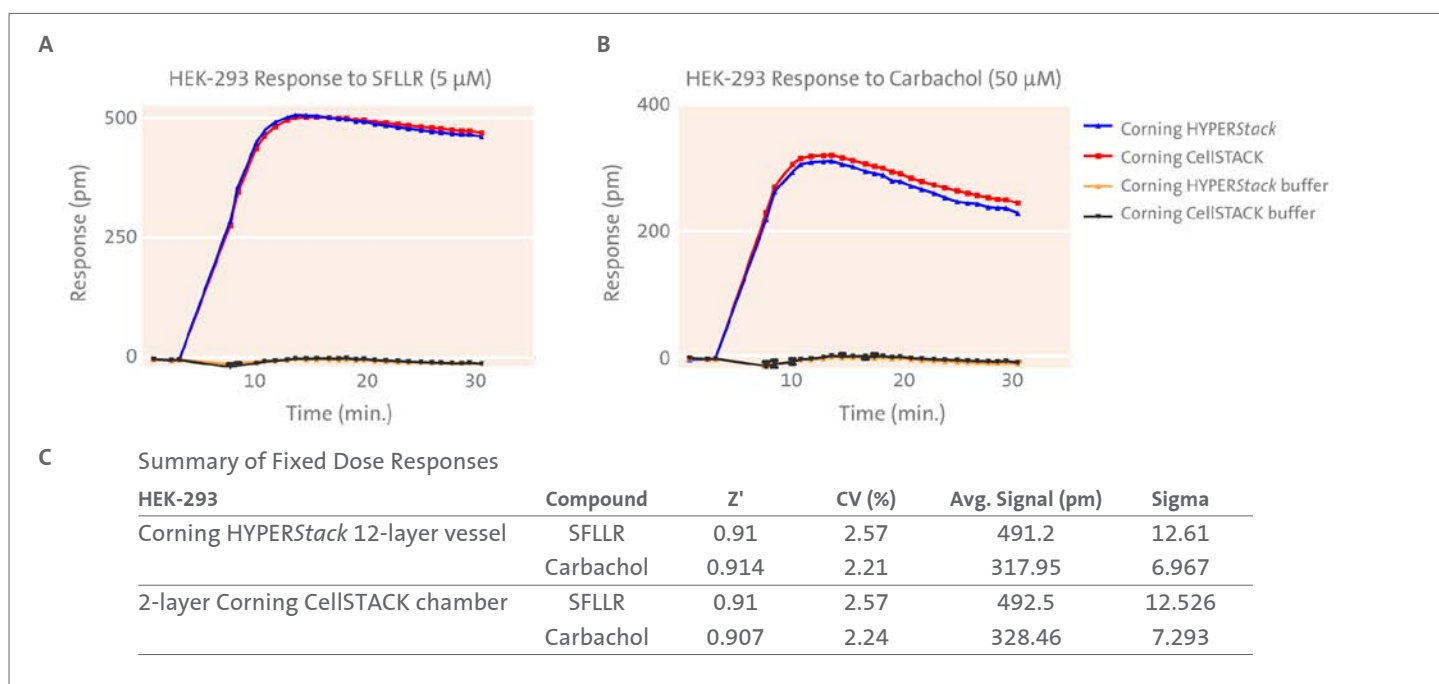 A
HEK-293 Response to SFLLR (5 µM)
500
250
0
Response (pm)
10 20 30
Time (min.)
B
HEK-293 Response to Carbachol (50 µM)
400
200
0
Response (pm)
10 20 30
Time (min.)
Corning HYPERStack
Corning CellSTACK
Corning HYPERStack buffer
Corning CellSTACK buffer
C
Summary of Fixed Dose Responses
HEK-293 Compound Z' CV (%) Avg. Signal (pm) Sigma
Corning HYPERStack 12-layer vessel SFLLR 0.91 2.57 491.2 12.61
Carbachol 0.914 2.21 317.95 6.967
2-layer Corning CellSTACK chamber SFLLR 0.91 2.57 492.5 12.526
Carbachol 0.907 2.24 328.46 7.293